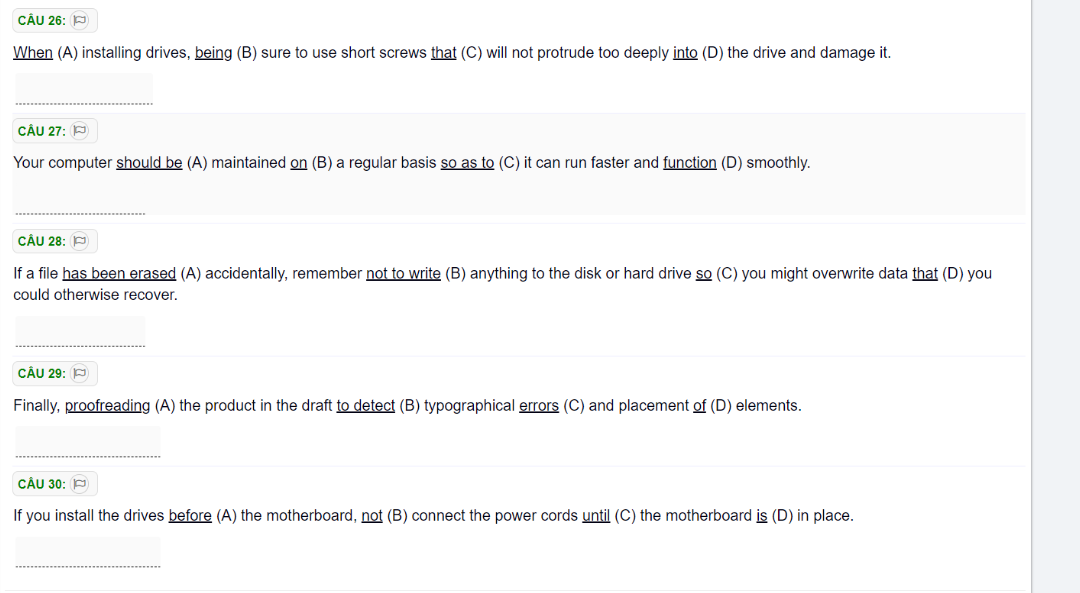 CÂU 26:
When (A) installing drives, being (B) sure to use short screws that (C) will not protrude too deeply into (D) the drive and damage it.
CÂU 27:
Your computer should be (A) maintained on (B) a regular basis so as to (C) it can run faster and function (D) smoothly.
CÂU 28:
If a file has been erased (A) accidentally, remember not to write (B) anything to the disk or hard drive so (C) you might overwrite data that (D) you
could otherwise recover.
CÂU 29:
Finally, proofreading (A) the product in the draft to detect (B) typographical errors (C) and placement of (D) elements.
CÂU 30:
If you install the drives before (A) the motherboard, not (B) connect the power cords until (C) the motherboard is (D) in place.